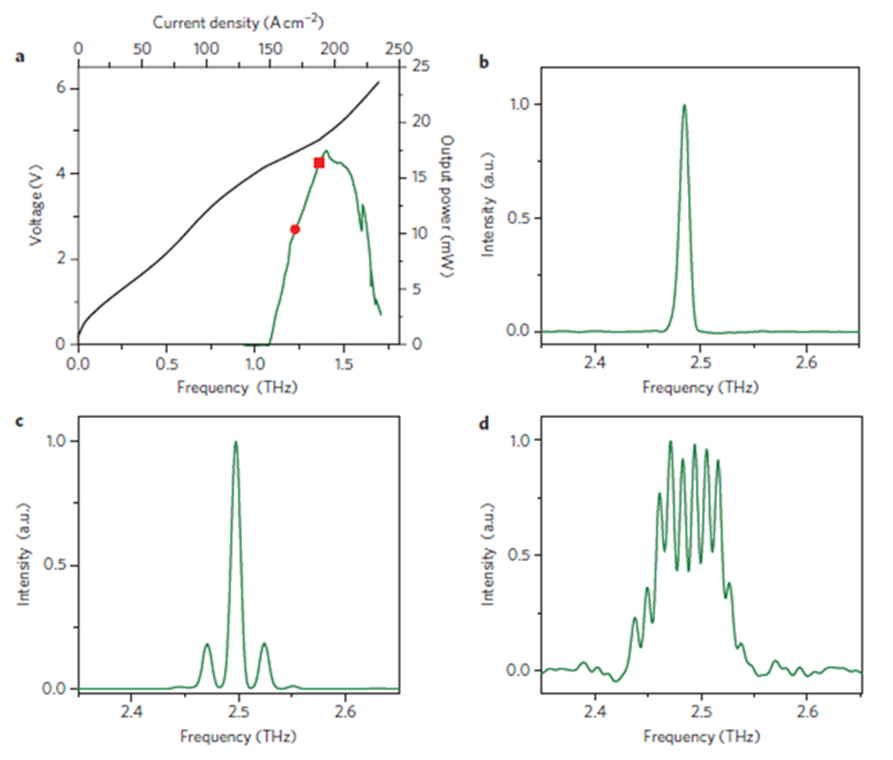 a
Current density (A cm⁻²)
0 50 100 150 200 250
Voltage (V)
6
4
2
0
25
20
15
10
5
0
Output power (mW)
0.0 0.5 1.0 1.5
Frequency (THz)
b
Intensity (a.u.)
1.0
0.5
0.0
2.4 2.5 2.6
Frequency (THz)
c
Intensity (a.u.)
1.0
0.5
0.0
2.4 2.5 2.6
Frequency (THz)
d
Intensity (a.u.)
1.0
0.5
0.0
2.4 2.5 2.6
Frequency (THz)